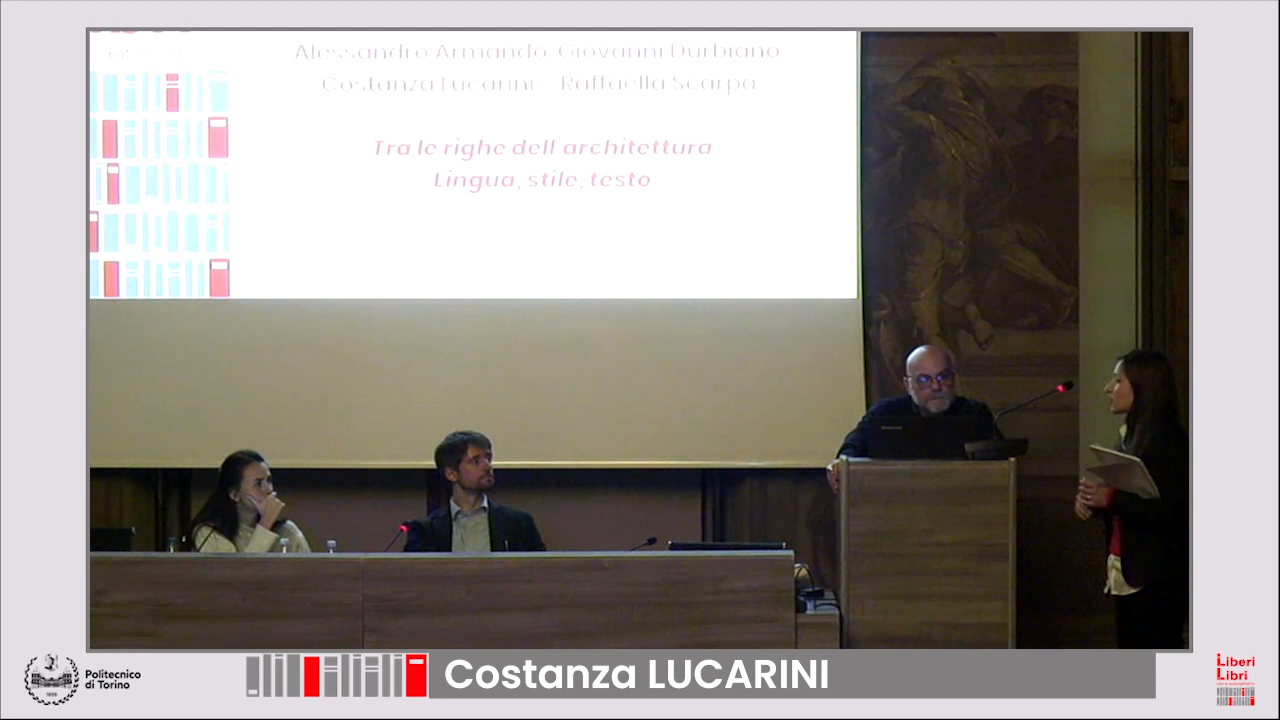 Alessandro Armando Giovanni Durbiano
Costanza Lucarini Raffaella Scarpa
Tra le righe dell architettura
Lingua, stile, testo
Politecnico
di Torino
Costanza LUCARINI
Liberi
Libri